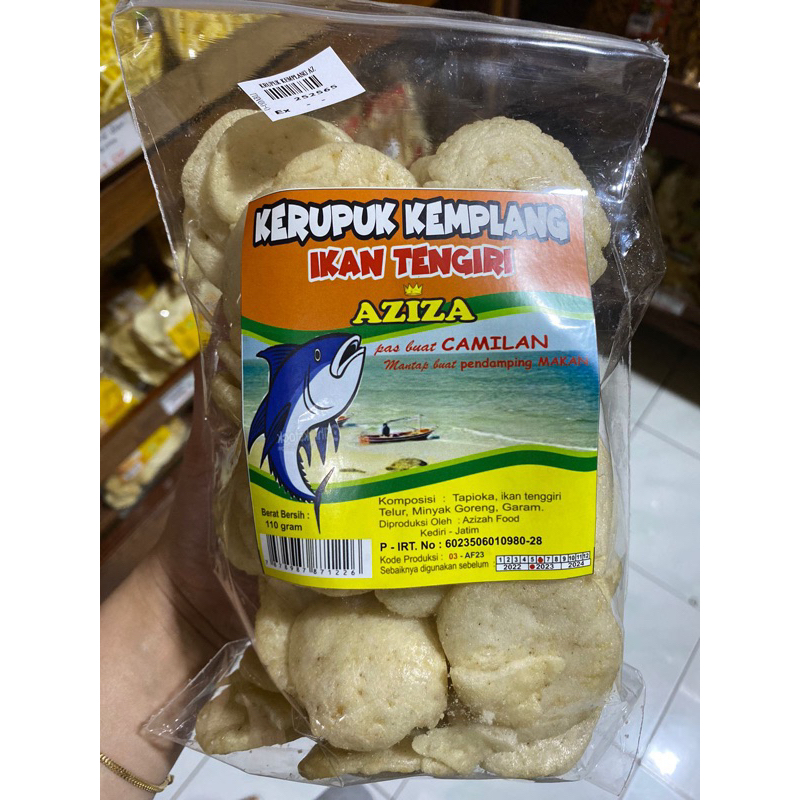 KRUPUK KEMPLANG AZ
252565
Ex - -
KERUPUK KEMPLANG
IKAN TENGIRI
AZIZA
pas buat CAMILAN
Mantap buat pendamping MAKAN
Komposisi : Tapioka, ikan tenggiri
Telur, Minyak Goreng, Garam.
Diproduksi Oleh : Azizah Food
Kediri - Jatim
Berat Bersih :
110 gram
P - IRT. No : 6023506010980-28
Kode Produksi : 03 - AF23
Sebaiknya digunakan sebelum :
1 2 3 4 5 7 8 9 10 11 12
2022 2023 2024